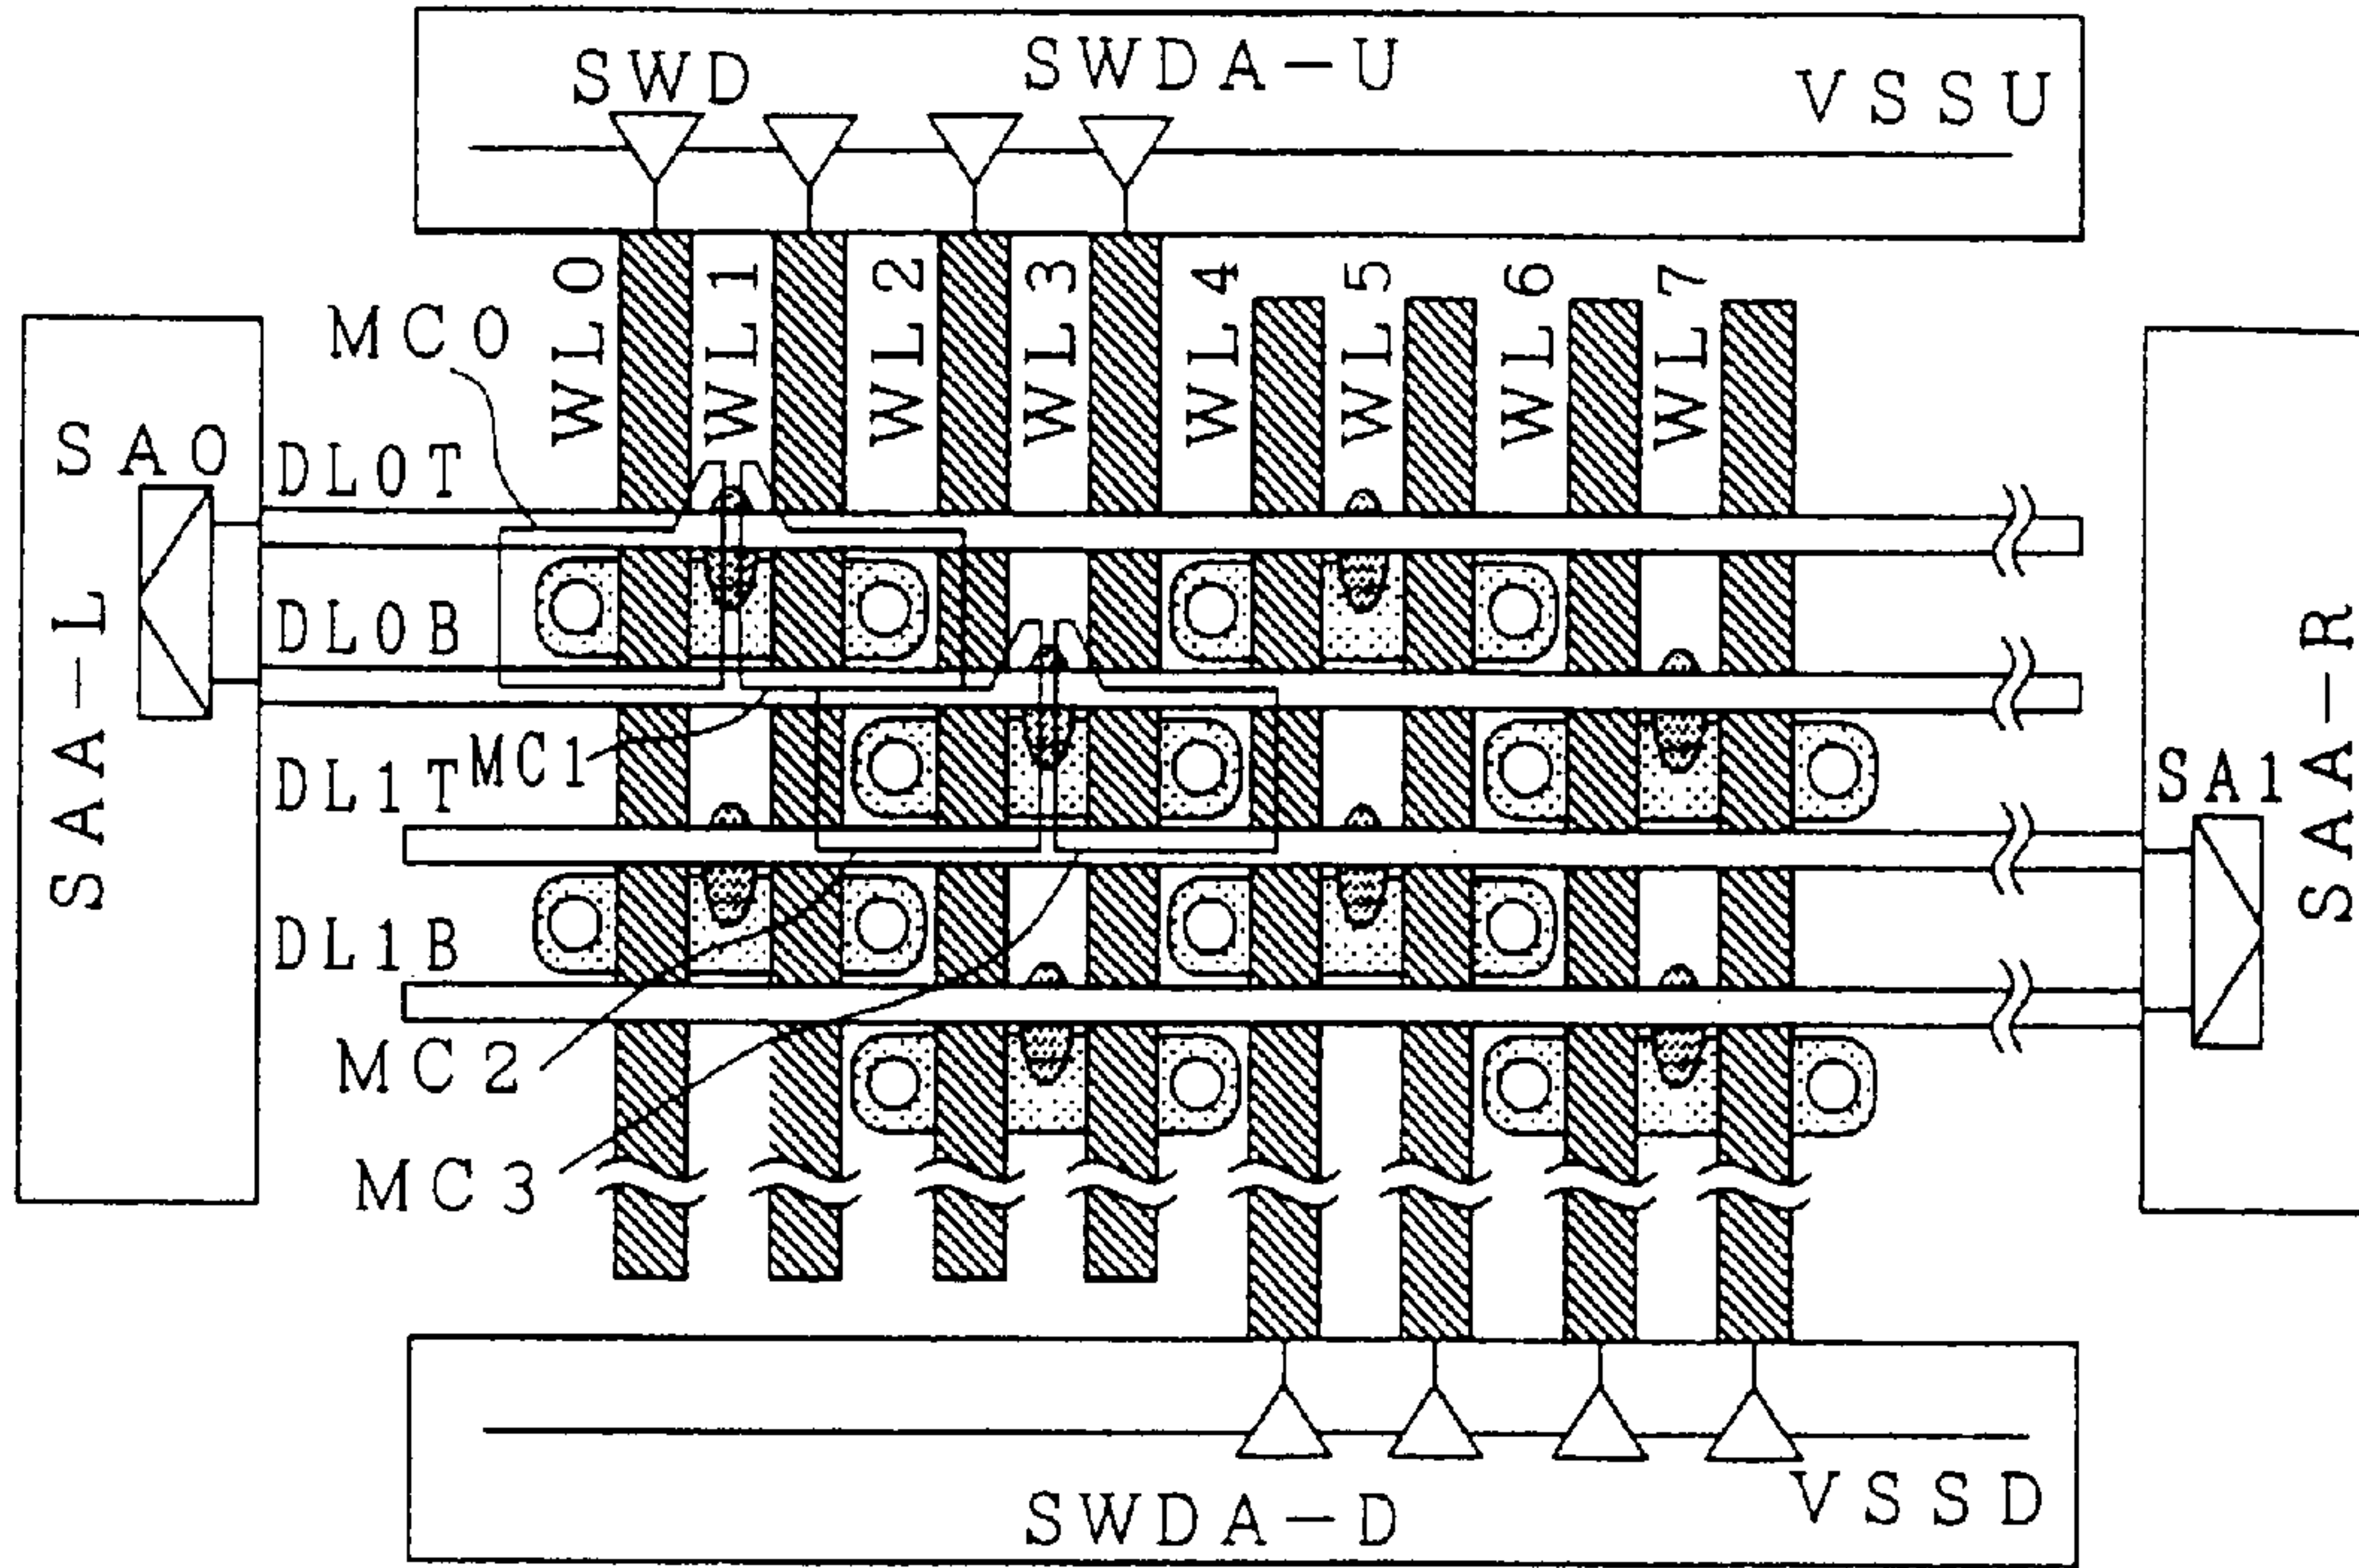 SWD
SWDA-U
VSSU
WL0
WL1
WL2
WL3
WL4
WL5
WL6
WL7
MC0
SA0
DL0T
DL0B
SAA-L
DL1T
MC1
SA1
SAA-R
DL1B
MC2
MC3
VSSD
SWDA-D